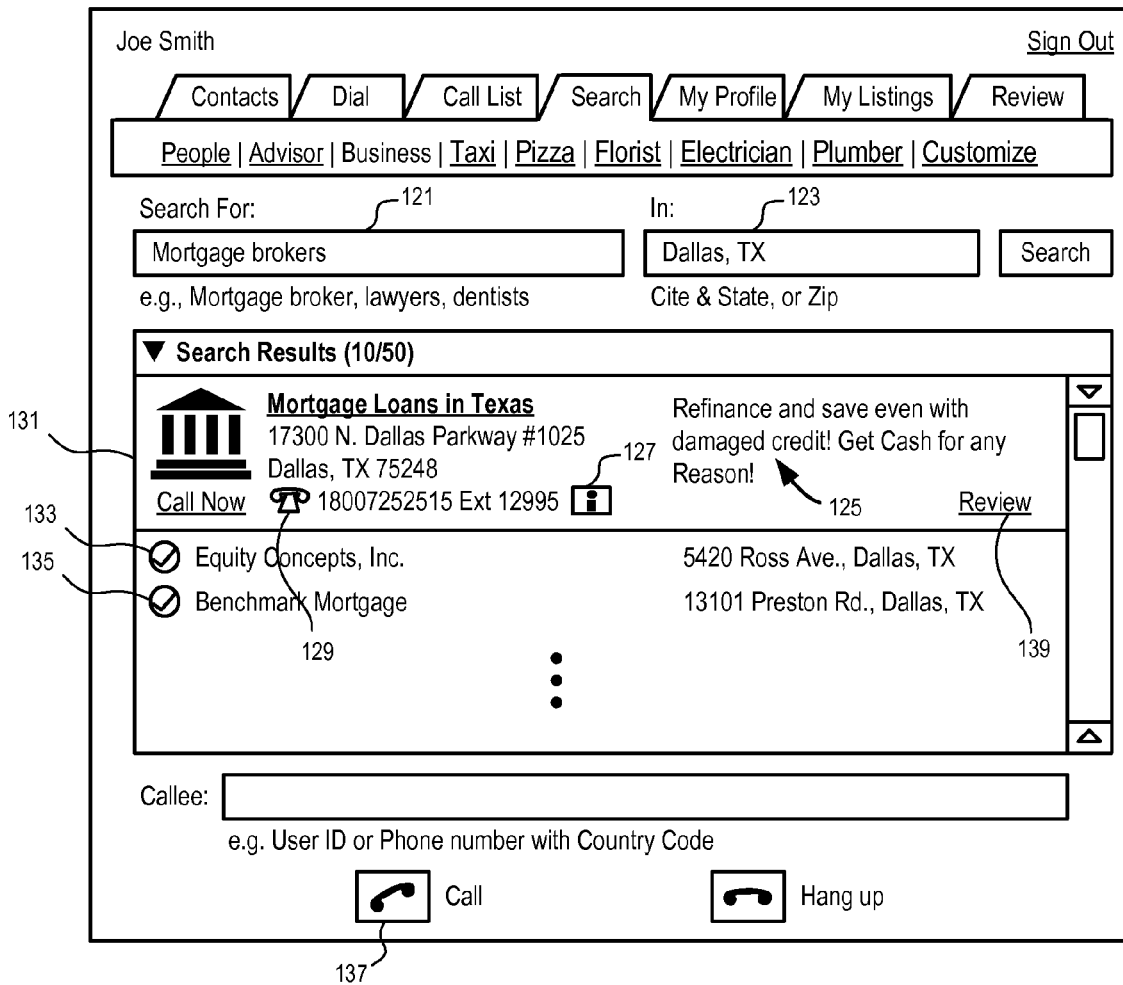 Joe Smith Sign Out
Contacts Dial Call List Search My Profile My Listings Review
People | Advisor | Business | Taxi | Pizza | Florist | Electrician | Plumber | Customize
Search For: 121 In: 123
Mortgage brokers Dallas, TX Search
e.g., Mortgage broker, lawyers, dentists Cite & State, or Zip
Search Results (10/50)
131
Mortgage Loans in Texas
17300 N. Dallas Parkway #1025
Dallas, TX 75248
Call Now 18007252515 Ext 12995
127
Refinance and save even with
damaged credit! Get Cash for any
Reason!
125
Review
133
Equity Concepts, Inc. 5420 Ross Ave., Dallas, TX
135
Benchmark Mortgage 13101 Preston Rd., Dallas, TX
129
139
Callee:
e.g. User ID or Phone number with Country Code
Call Hang up
137